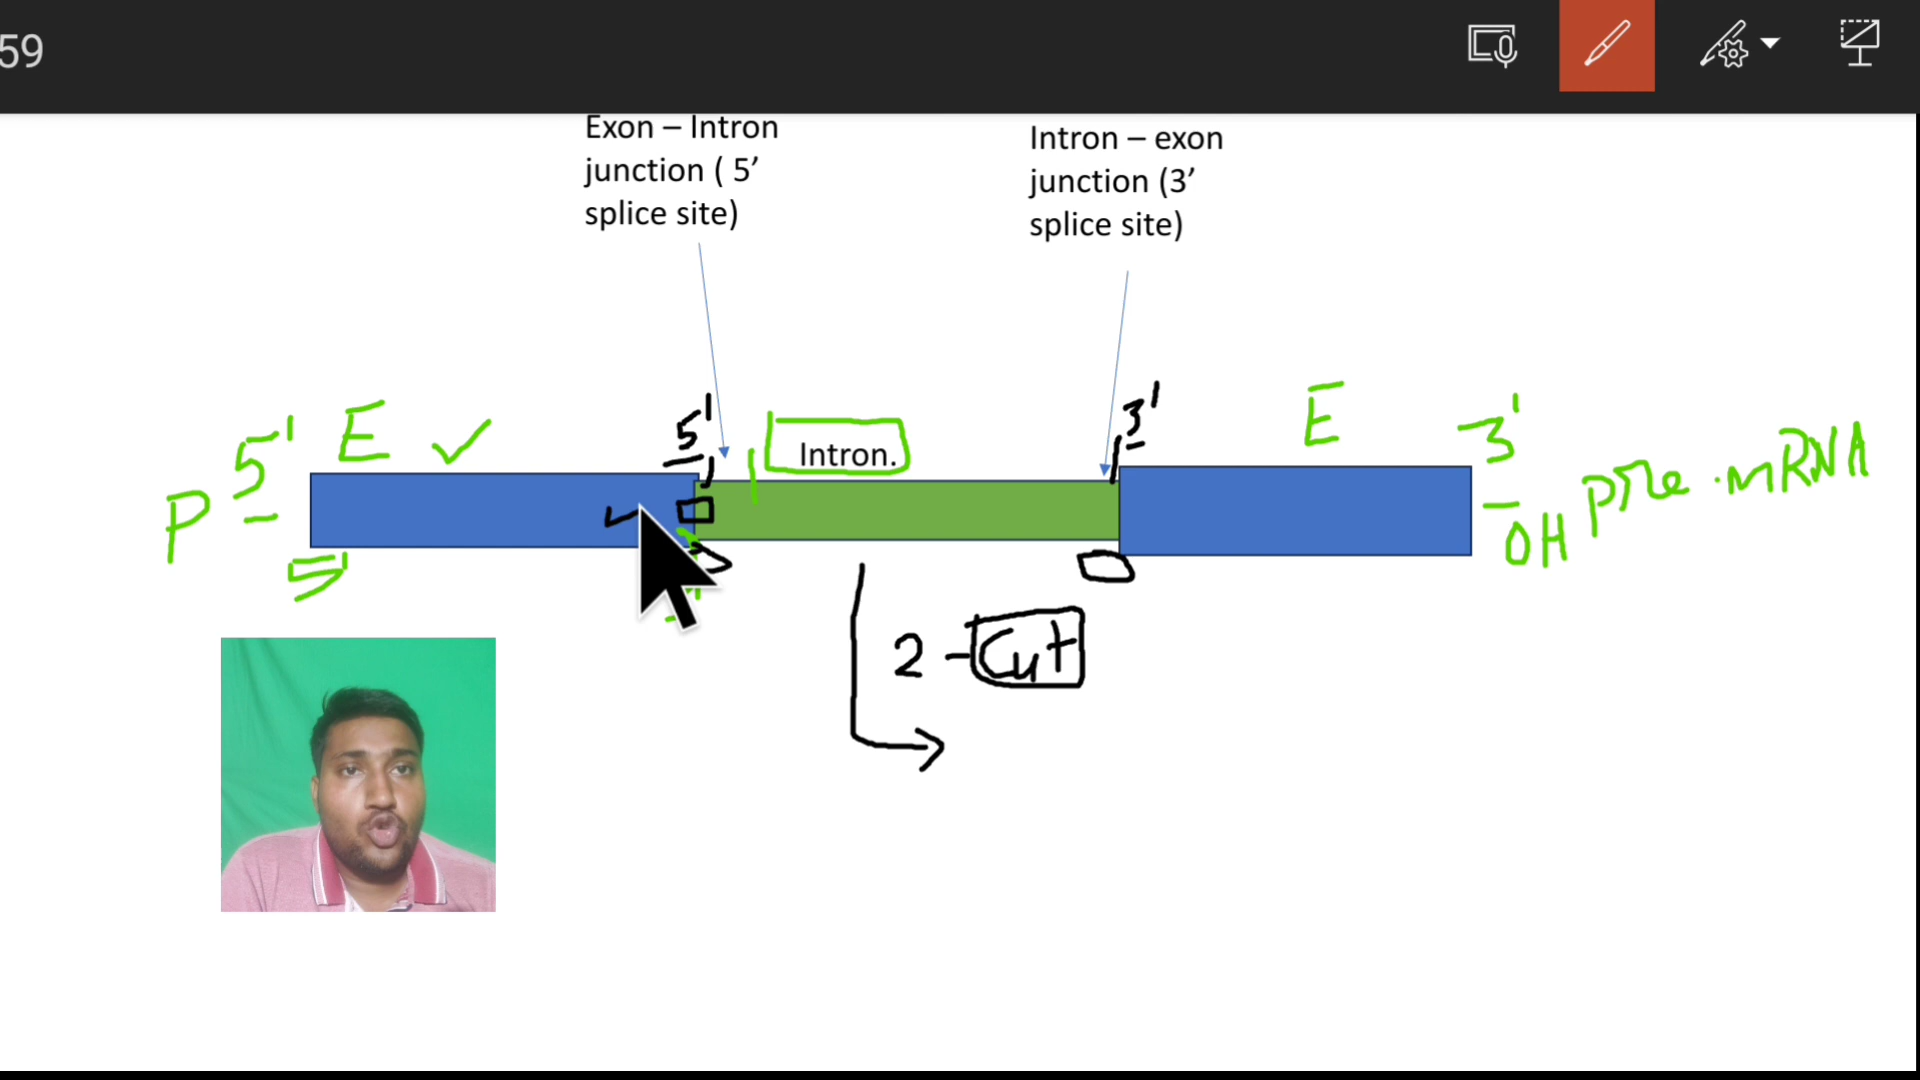 59
Exon – Intron
junction ( 5’
splice site)
Intron – exon
junction (3’
splice site)
5' E
5'
Intron.
3'
E 3'
P
OH pre-mRNA
5'
2 - Cut